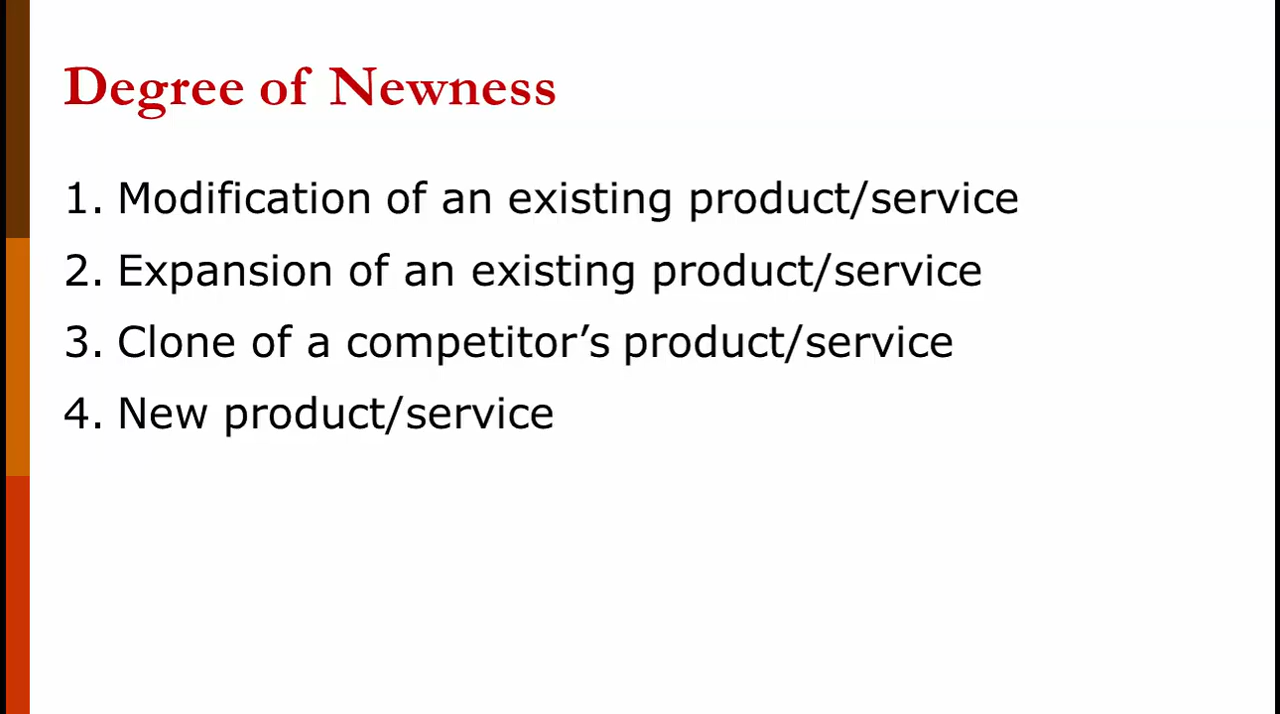 Degree of Newness
1. Modification of an existing product/service
2. Expansion of an existing product/service
3. Clone of a competitor’s product/service
4. New product/service